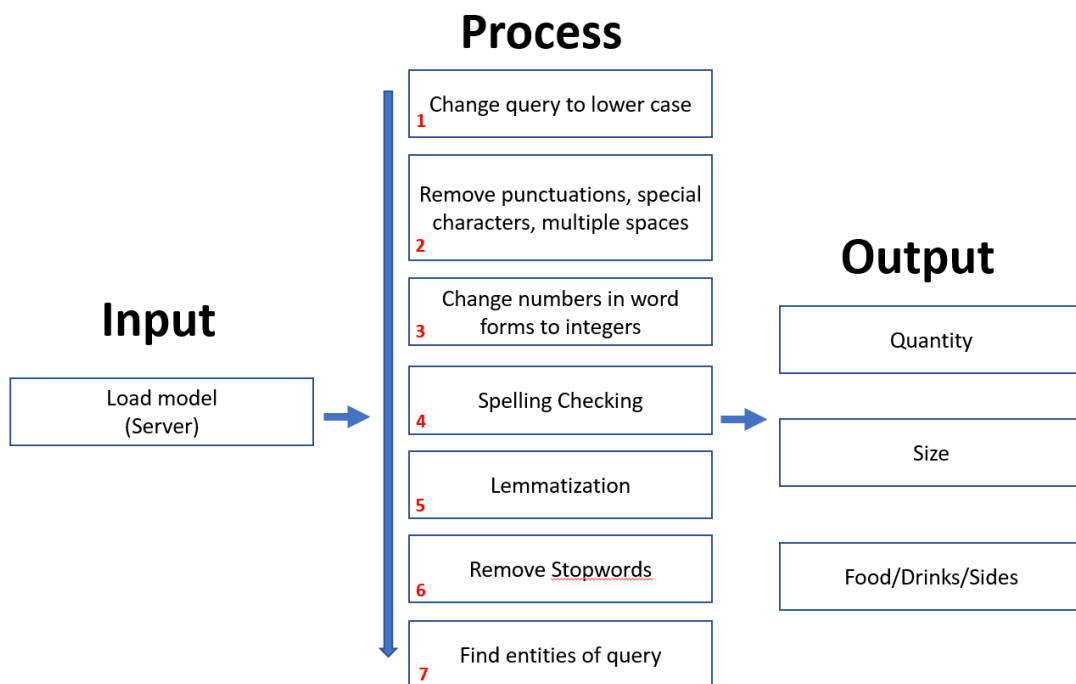 Process
Change query to lower case
1
Remove punctuations, special
characters, multiple spaces
2
Change numbers in word
forms to integers
3
Spelling Checking
4
Lemmatization
5
Remove Stopwords
6
Find entities of query
7
Input
Load model
(Server)
Output
Quantity
Size
Food/Drinks/Sides